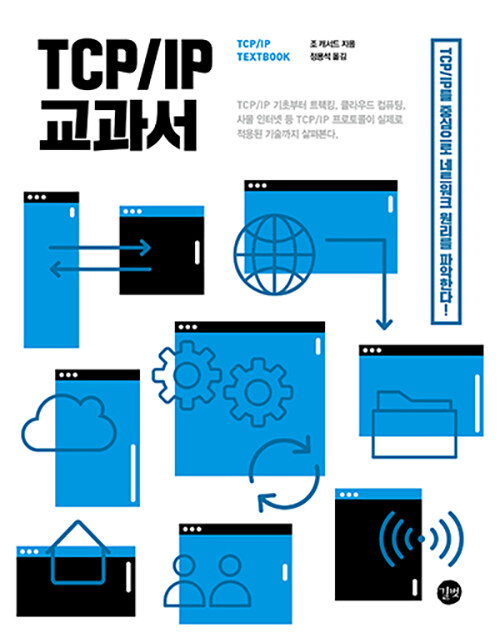 TCP/IP
교과서
TCP/IP
TEXTBOOK
조 캐서드 지음
정용석 옮김
TCP/IP 기초부터 트래킹, 클라우드 컴퓨팅,
사물 인터넷 등 TCP/IP 프로토콜이 실제로
적용된 기술까지 살펴본다.
TCP/IP를 중심으로 네트워크 원리를 파악한다!
길벗